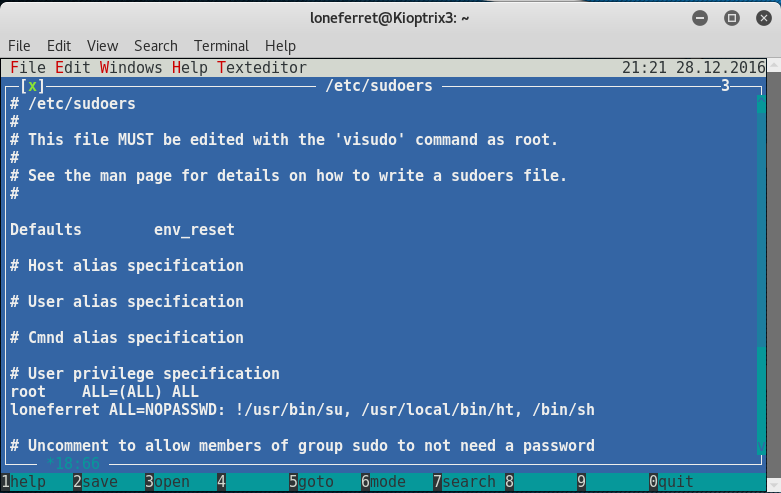 loneferret@Kioptrix3: ~
File Edit View Search Terminal Help
File Edit Windows Help Texteditor 21:21 28.12.2016
[x] /etc/sudoers 3
# /etc/sudoers
#
# This file MUST be edited with the 'visudo' command as root.
#
# See the man page for details on how to write a sudoers file.
#
Defaults        env_reset
# Host alias specification
# User alias specification
# Cmnd alias specification
# User privilege specification
root    ALL=(ALL) ALL
loneferret ALL=NOPASSWD: !/usr/bin/su, /usr/local/bin/ht, /bin/sh
# Uncomment to allow members of group sudo to not need a password
*18:66
1help 2save 3open 4 5goto 6mode 7search 8 9 0quit